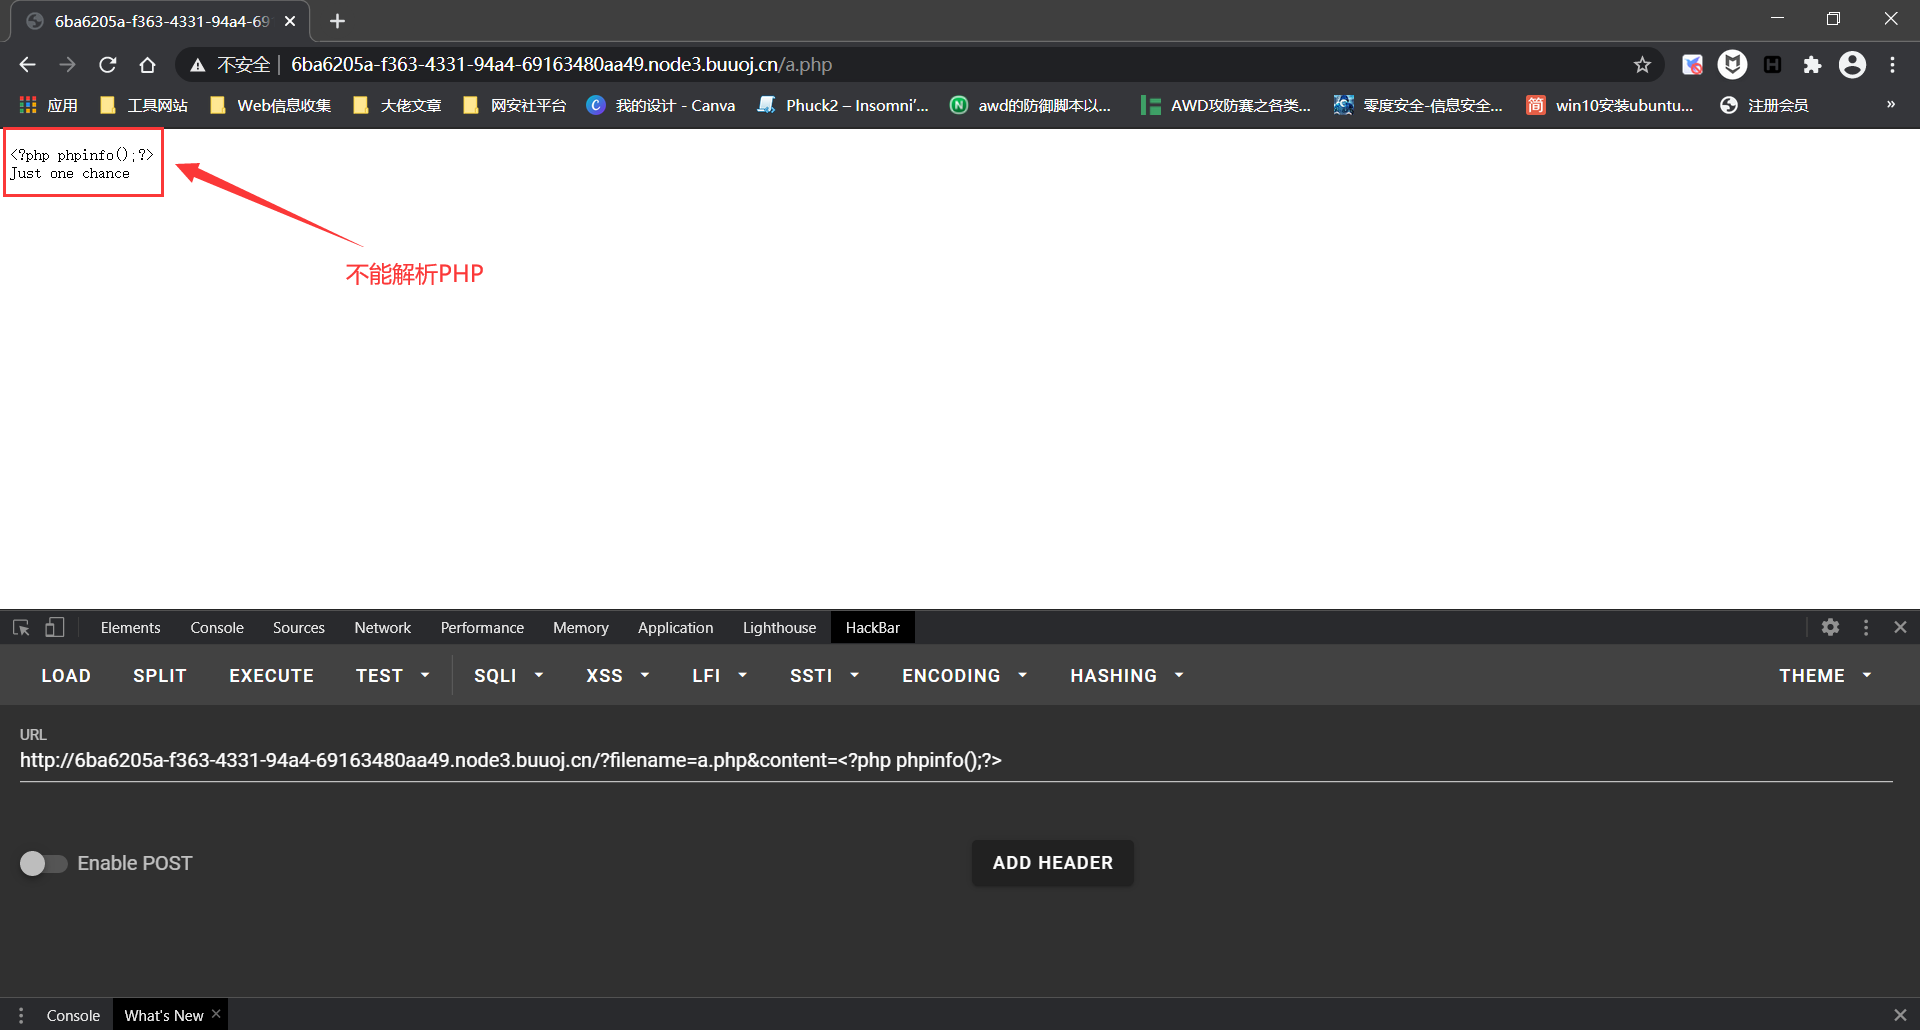 6ba6205a-f363-4331-94a4-69
不安全 | 6ba6205a-f363-4331-94a4-69163480aa49.node3.buuoj.cn/a.php
应用 工具网站 Web信息收集 大佬文章 网安社平台 我的设计 - Canva Phuck2 – Insomni'... awd的防御脚本以... AWD攻防赛之各类... 零度安全-信息安全... 简 win10安装ubuntu... 注册会员 »
<?php phpinfo();?>
Just one chance
不能解析PHP
Elements Console Sources Network Performance Memory Application Lighthouse HackBar
LOAD SPLIT EXECUTE TEST SQLI XSS LFI SSTI ENCODING HASHING THEME
URL
http://6ba6205a-f363-4331-94a4-69163480aa49.node3.buuoj.cn/?filename=a.php&content=<?php phpinfo();?>
Enable POST ADD HEADER
Console What's New